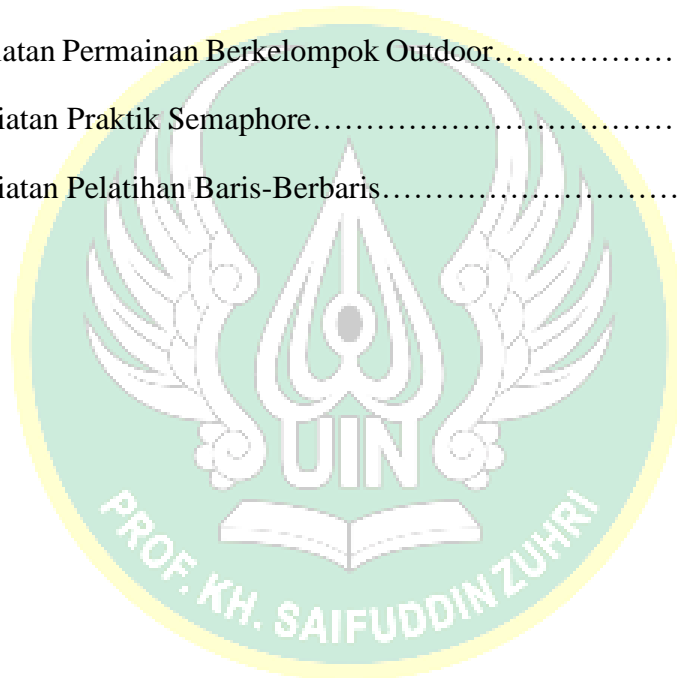 iatan Permainan Berkelompok Outdoor………………
iatan Praktik Semaphore………………………………
iatan Pelatihan Baris-Berbaris…………………………
UIN
PROF. KH. SAIFUDDIN ZUHRI